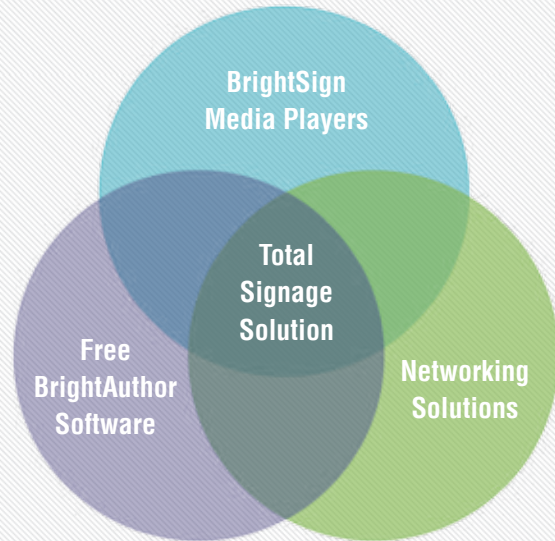 BrightSign
Media Players
Total
Signage
Solution
Free
BrightAuthor
Software
Networking
Solutions